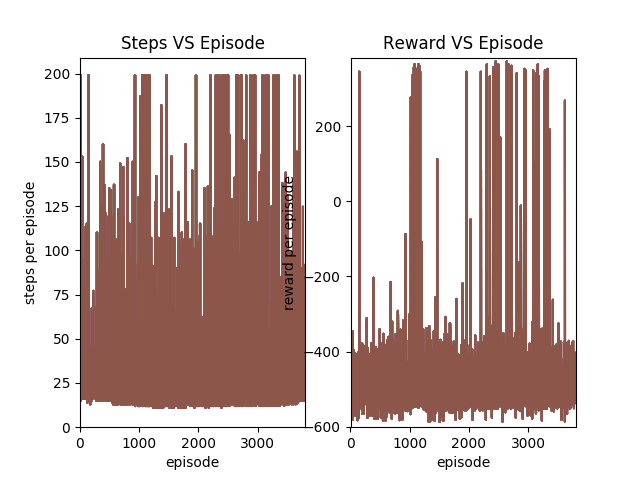 Steps VS Episode
steps per episode
200
175
150
125
100
75
50
25
0
0 1000 2000 3000
episode
Reward VS Episode
reward per episode
200
0
−200
−400
−600
0 1000 2000 3000
episode